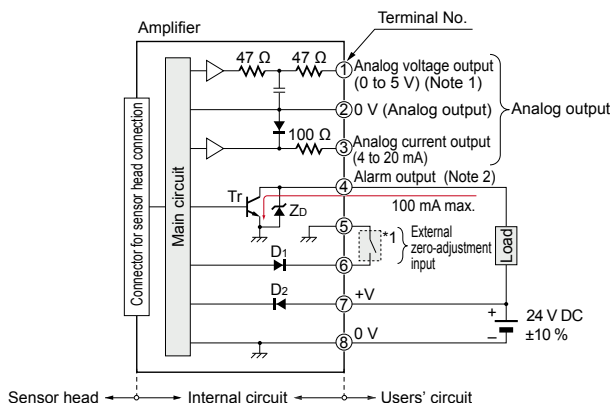 Terminal No.
Amplifier
47 Ω 47 Ω
1 Analog voltage output
(0 to 5 V) (Note 1)
Analog output
2 0 V (Analog output)
100 Ω
3 Analog current output
(4 to 20 mA)
4 Alarm output (Note 2)
Tr
ZD
100 mA max.
5
*1
External
zero-adjustment
input
Load
D1
6
D2
7 +V
+
24 V DC
±10 %
–
8 0 V
Connector for sensor head connection
Main circuit
Sensor head
Internal circuit
Users' circuit